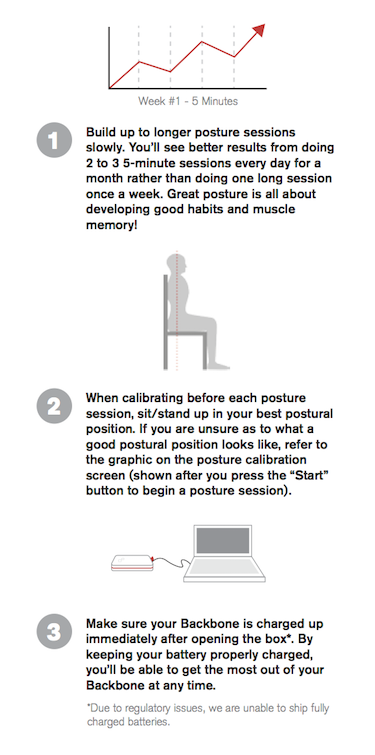 Week #1 - 5 Minutes
1
Build up to longer posture sessions
slowly. You'll see better results from doing
2 to 3 5-minute sessions every day for a
month rather than doing one long session
once a week. Great posture is all about
developing good habits and muscle
memory!
2
When calibrating before each posture
session, sit/stand up in your best postural
position. If you are unsure as to what a
good postural position looks like, refer to
the graphic on the posture calibration
screen (shown after you press the “Start”
button to begin a posture session).
3
Make sure your Backbone is charged up
immediately after opening the box*. By
keeping your battery properly charged,
you'll be able to get the most out of your
Backbone at any time.
*Due to regulatory issues, we are unable to ship fully
charged batteries.